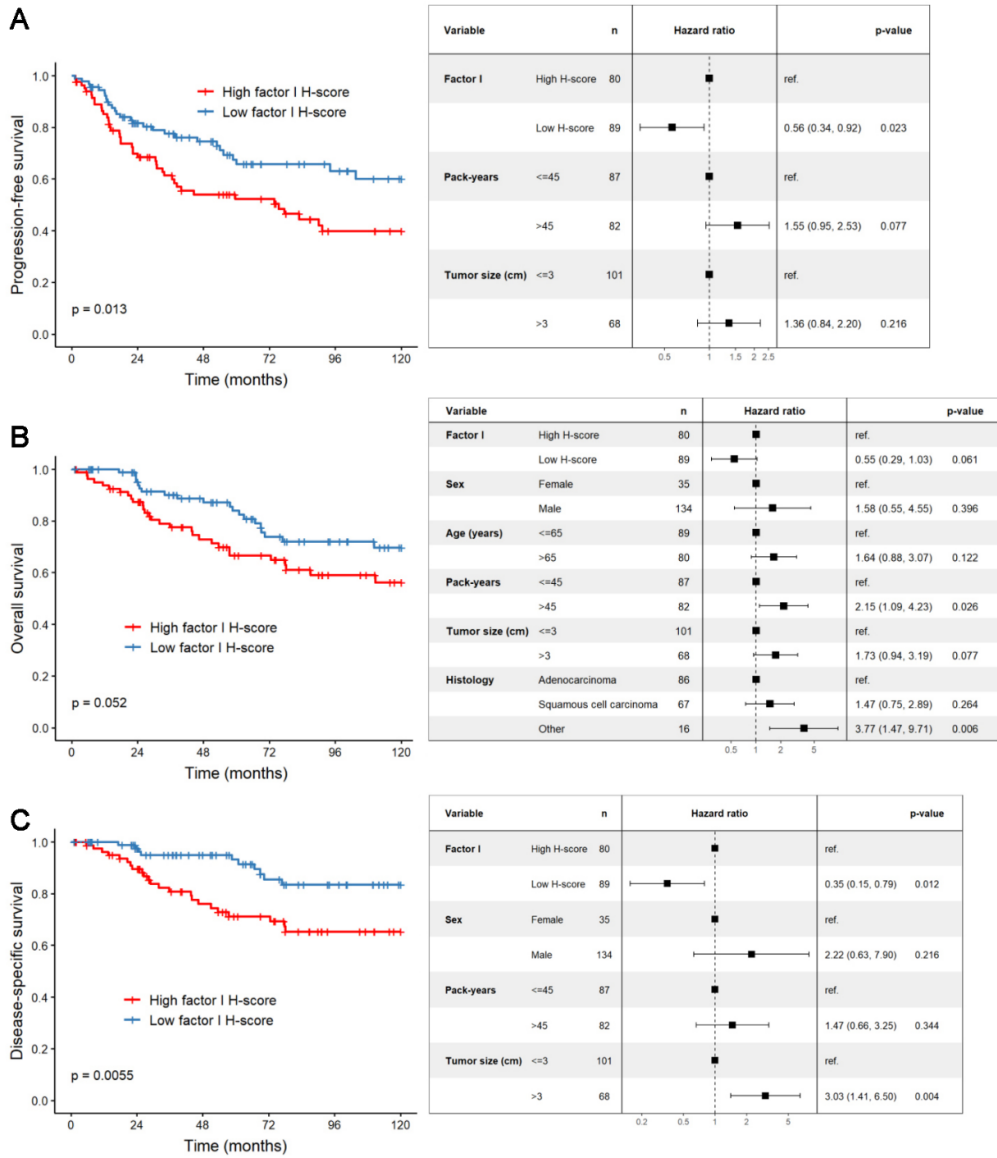 A
High factor I H-score
Low factor I H-score
Progression-free survival
1.0
0.8
0.6
0.4
0.2
0.0
p = 0.013
0 24 48 72 96 120
Time (months)
Variable n Hazard ratio p-value
Factor I High H-score 80 ref.
Low H-score 89 0.56 (0.34, 0.92) 0.023
Pack-years <=45 87 ref.
>45 82 1.55 (0.95, 2.53) 0.077
Tumor size (cm) <=3 101 ref.
>3 68 1.36 (0.84, 2.20) 0.216
0.5 1 1.5 2 2.5
B
Overall survival
1.0
0.8
0.6
0.4
0.2
0.0
High factor I H-score
Low factor I H-score
p = 0.052
0 24 48 72 96 120
Time (months)
Variable n Hazard ratio p-value
Factor I High H-score 80 ref.
Low H-score 89 0.55 (0.29, 1.03) 0.061
Sex Female 35 ref.
Male 134 1.58 (0.55, 4.55) 0.396
Age (years) <=65 89 ref.
>65 80 1.64 (0.88, 3.07) 0.122
Pack-years <=45 87 ref.
>45 82 2.15 (1.09, 4.23) 0.026
Tumor size (cm) <=3 101 ref.
>3 68 1.73 (0.94, 3.19) 0.077
Histology Adenocarcinoma 86 ref.
Squamous cell carcinoma 67 1.47 (0.75, 2.89) 0.264
Other 16 3.77 (1.47, 9.71) 0.006
0.5 1 2 5
C
Disease-specific survival
1.0
0.8
0.6
0.4
0.2
0.0
High factor I H-score
Low factor I H-score
p = 0.0055
0 24 48 72 96 120
Time (months)
Variable n Hazard ratio p-value
Factor I High H-score 80 ref.
Low H-score 89 0.35 (0.15, 0.79) 0.012
Sex Female 35 ref.
Male 134 2.22 (0.63, 7.90) 0.216
Pack-years <=45 87 ref.
>45 82 1.47 (0.66, 3.25) 0.344
Tumor size (cm) <=3 101 ref.
>3 68 3.03 (1.41, 6.50) 0.004
0.2 0.5 1 2 5